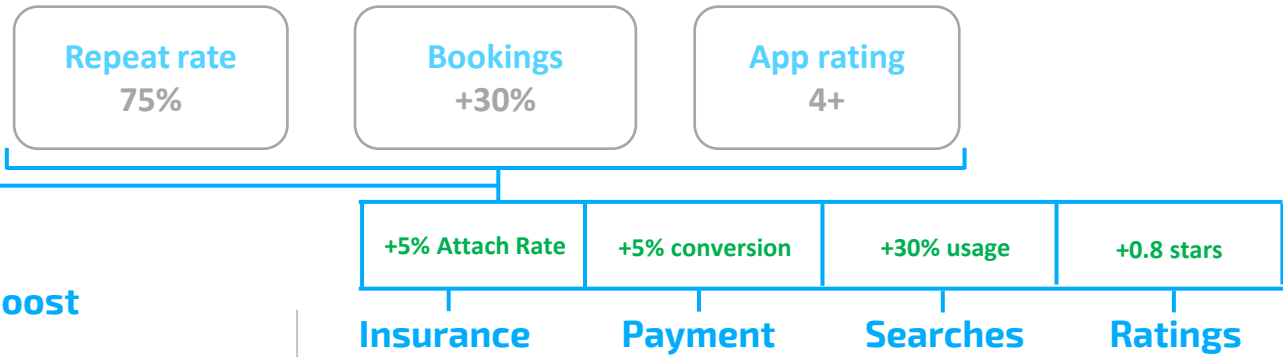 Repeat rate
75%
Bookings
+30%
App rating
4+
+5% Attach Rate
+5% conversion
+30% usage
+0.8 stars
oost
Insurance
Payment
Searches
Ratings